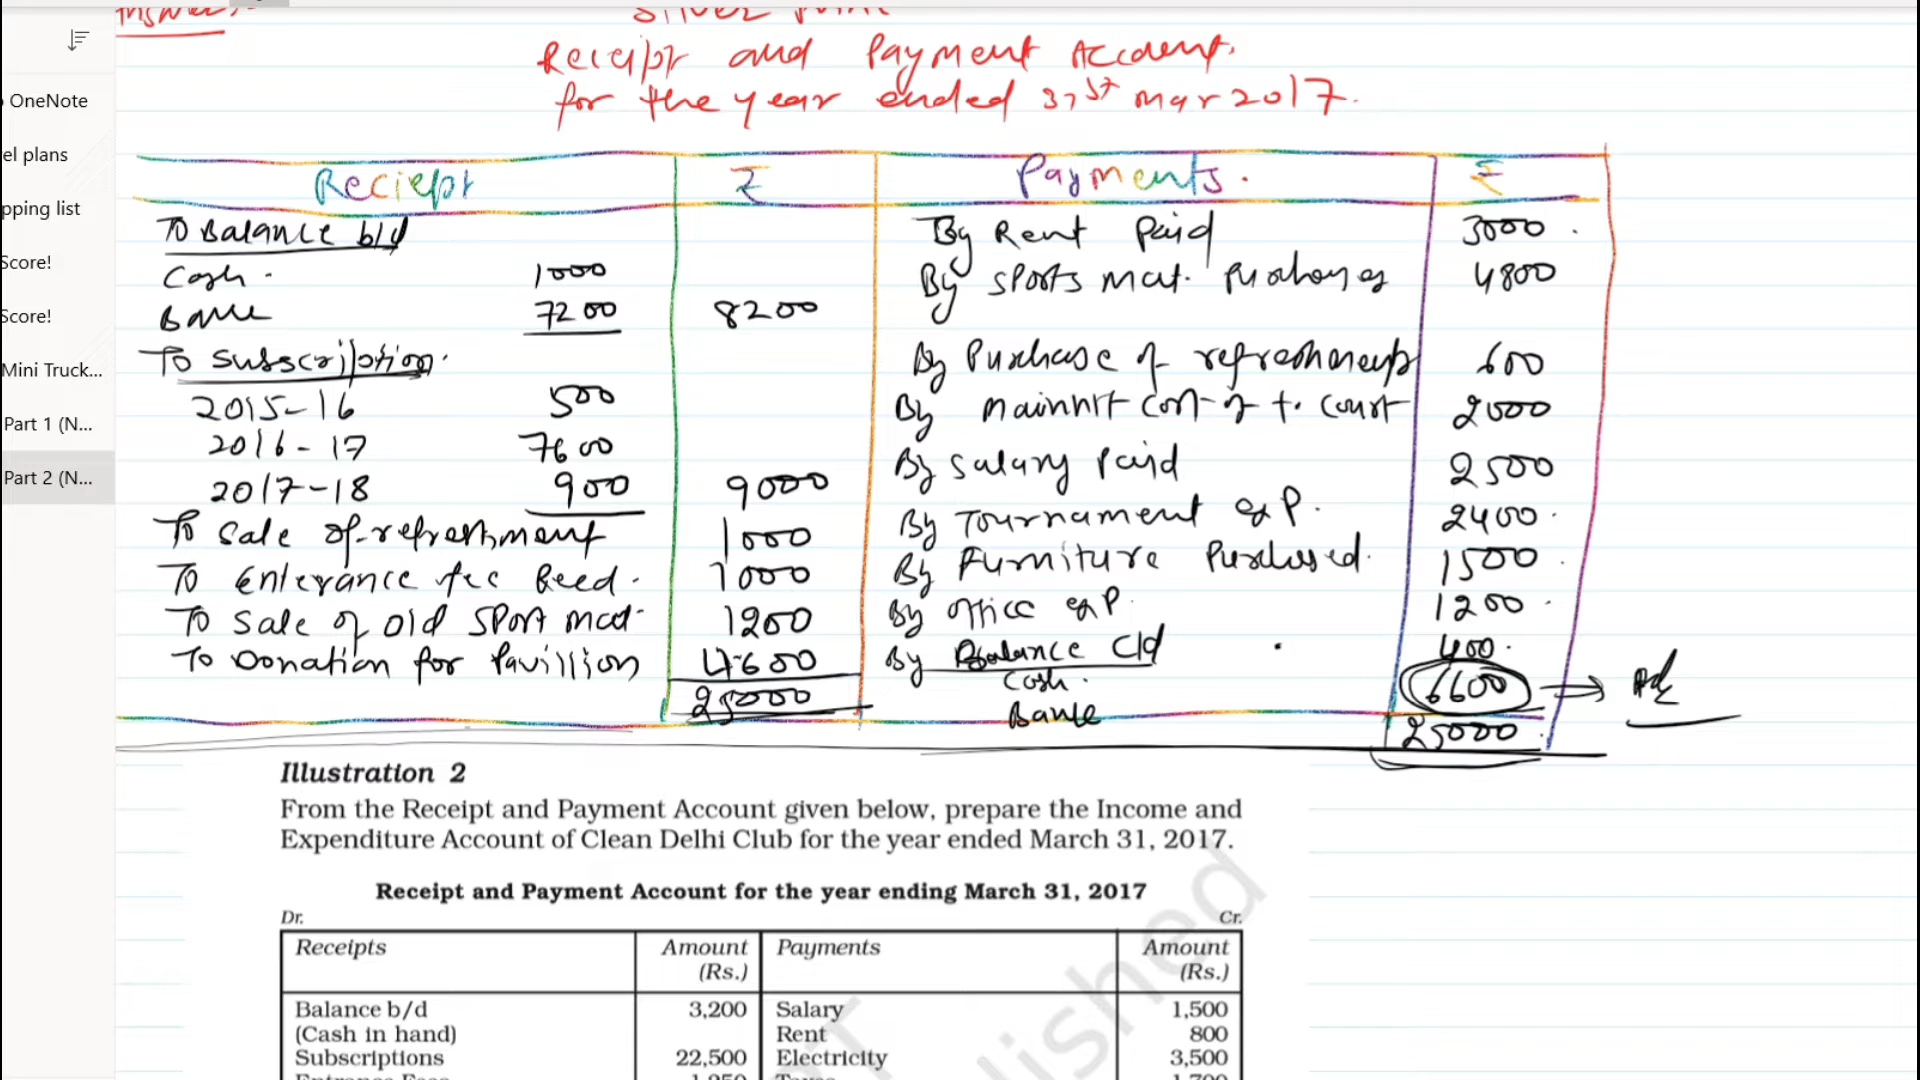 Receipt and Payment Account.
for the year ended 31st Mar 2017.
OneNote
el plans
pping list
Score!
Score!
Mini Truck...
Part 1 (N...
Part 2 (N...
Reciept ₹ Payments. ₹
To Balance b/d By Rent Paid 3000
Cash 1000 By Sports mat. 4800
7200 8200
To Subscription. By Purchase of refreshments 600
2015-16 500 By of t. court 2000
2016-17 7600 By Salary Paid 2500
2017-18 900 9000
To Sale of refreshment 1000 By Tournament exp. 2400
To fee 1000 By Furniture Purchased. 1500
To Sale of old Sport mat. 1200 By office exp. 1200
To Donation for Pavillion 4600 By Balance c/d 400
25000 Cash. 6600
Bank 25000
Illustration 2
From the Receipt and Payment Account given below, prepare the Income and
Expenditure Account of Clean Delhi Club for the year ended March 31, 2017.
Receipt and Payment Account for the year ending March 31, 2017
Dr. Cr.
Receipts Amount Payments Amount
(Rs.) (Rs.)
Balance b/d 3,200 Salary 1,500
(Cash in hand) Rent 800
Subscriptions 22,500 Electricity 3,500
lished